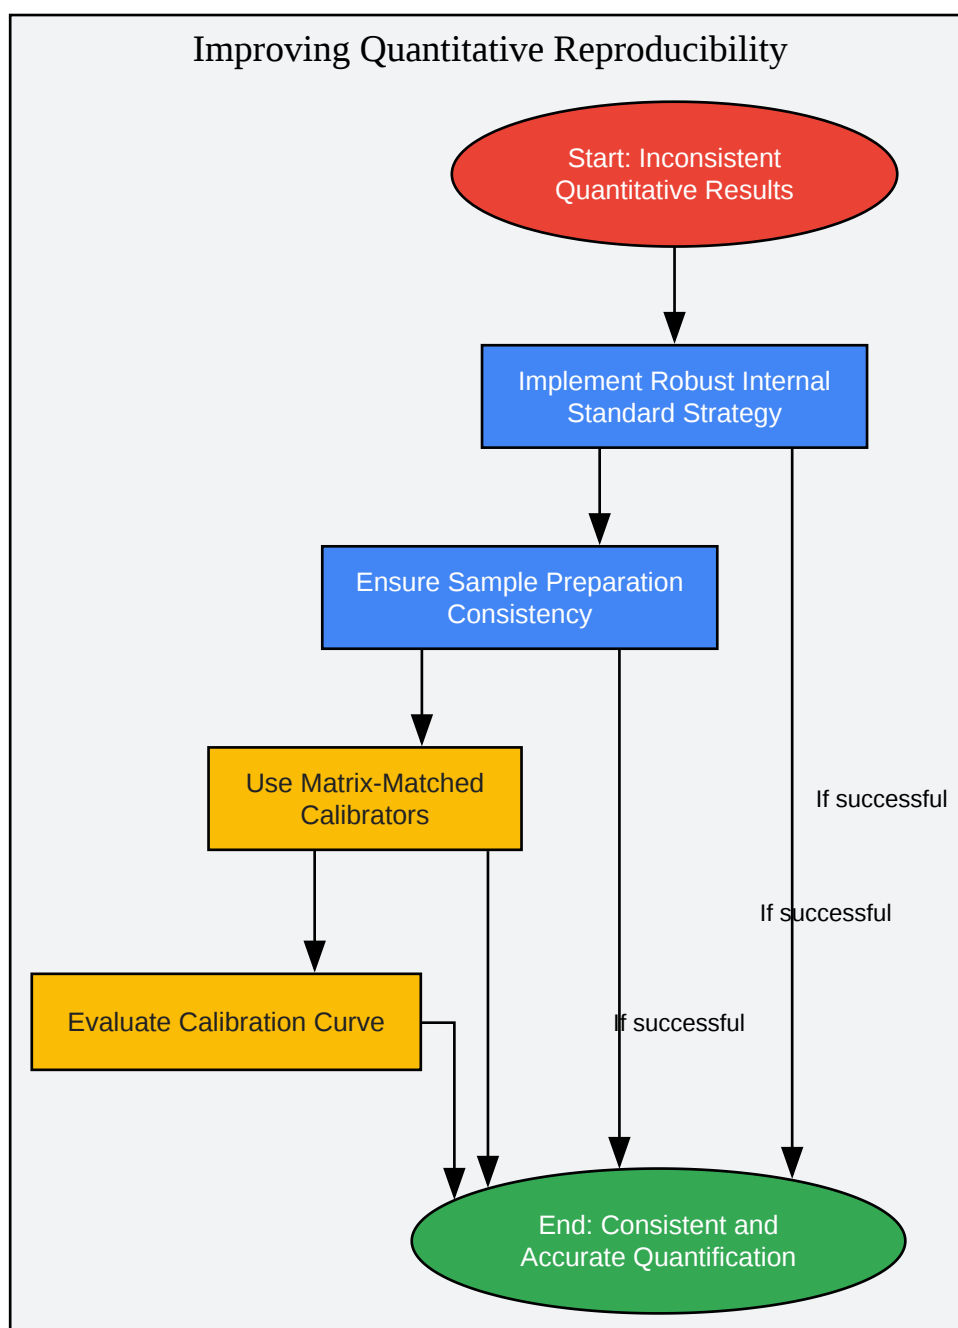 Improving Quantitative Reproducibility
Start: Inconsistent
Quantitative Results
Implement Robust Internal
Standard Strategy
Ensure Sample Preparation
Consistency
Use Matrix-Matched
Calibrators
If successful
If successful
Evaluate Calibration Curve
If successful
End: Consistent and
Accurate Quantification